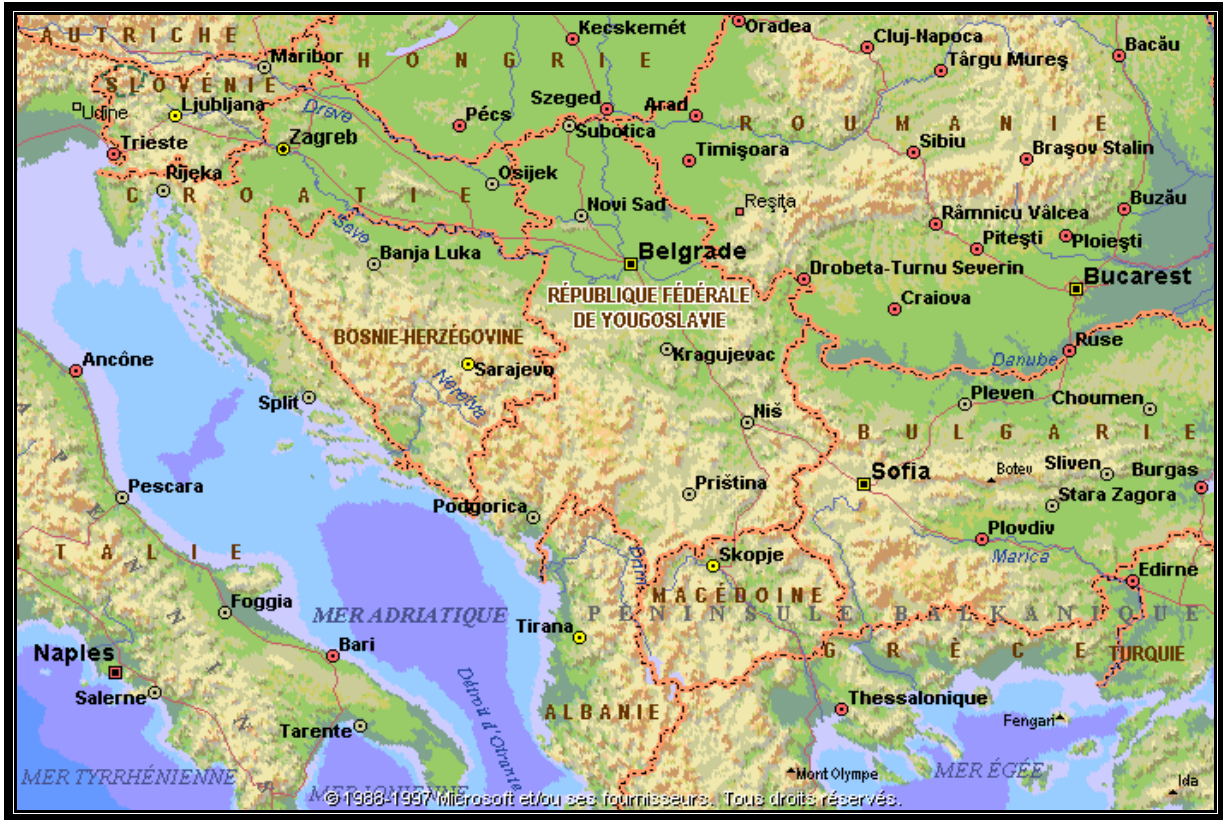 Kecskemét
Oradea
AUTRICHE
Cluj-Napoca
Bacău
Maribor
HONGRIE
Târgu Mureş
SLOVÉNIE
Szeged
Arad
Ljubljana
Udine
Drave
Pécs
Subotica
ROUMANIE
Trieste
Zagreb
Timişoara
Sibiu
Braşov Stalin
Rijeka
Osijek
CROATIE
Novi Sad
Reşiţa
Buzău
Râmnicu Vâlcea
Save
Banja Luka
Belgrade
Piteşti
Ploieşti
Drobeta-Turnu Severin
Bucarest
RÉPUBLIQUE FÉDÉRALE
DE YOUGOSLAVIE
Craiova
BOSNIE-HERZÉGOVINE
Ruse
Ancône
Kragujevac
Danube
Sarajevo
Neretva
Split
Pleven
Choumen
Niš
BULGARIE
Sofia
Botev
Sliven
Burgas
Pescara
Priština
Stara Zagora
Podgorica
Plovdiv
ITALIE
APENNINS
Drim
Skopje
Marica
Edirne
MACÉDOINE
Foggia
MER ADRIATIQUE
PÉNINSULE BALKANIQUE
Tirana
Bari
Naples
GRÈCE
TURQUIE
Salerne
Détroit d'Otrante
Thessalonique
ALBANIE
Tarente
Fengari
MER TYRRHÉNIENNE
Mont Olympe
MER ÉGÉE
Ida
MER IONIENNE
© 1988-1997 Microsoft et/ou ses fournisseurs. Tous droits réservés.